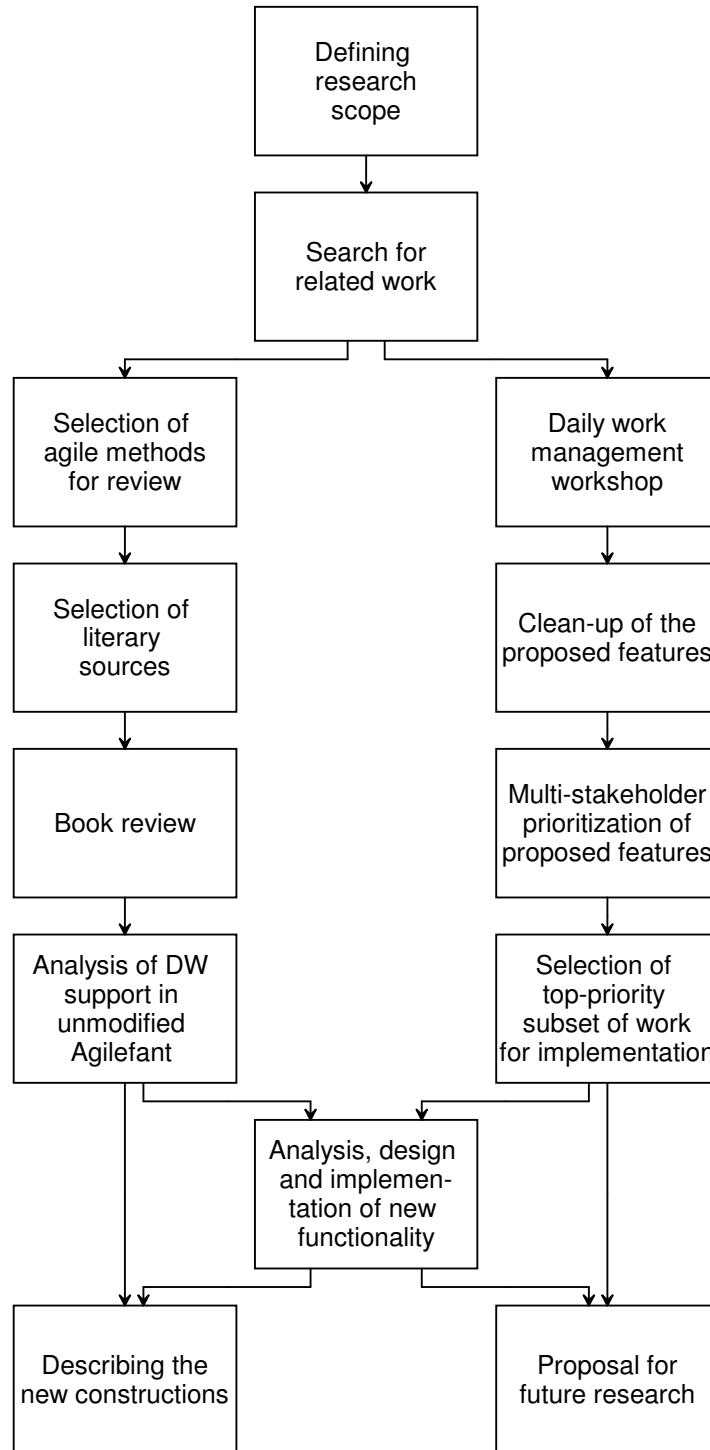 Defining
research
scope
Search for
related work
Selection of
agile methods
for review
Daily work
management
workshop
Selection of
literary
sources
Clean-up of the
proposed features
Book review
Multi-stakeholder
prioritization of
proposed features
Analysis of DW
support in
unmodified
Agilefant
Selection of
top-priority
subset of work
for implementation
Analysis, design
and implemen-
tation of new
functionality
Describing the
new constructions
Proposal for
future research